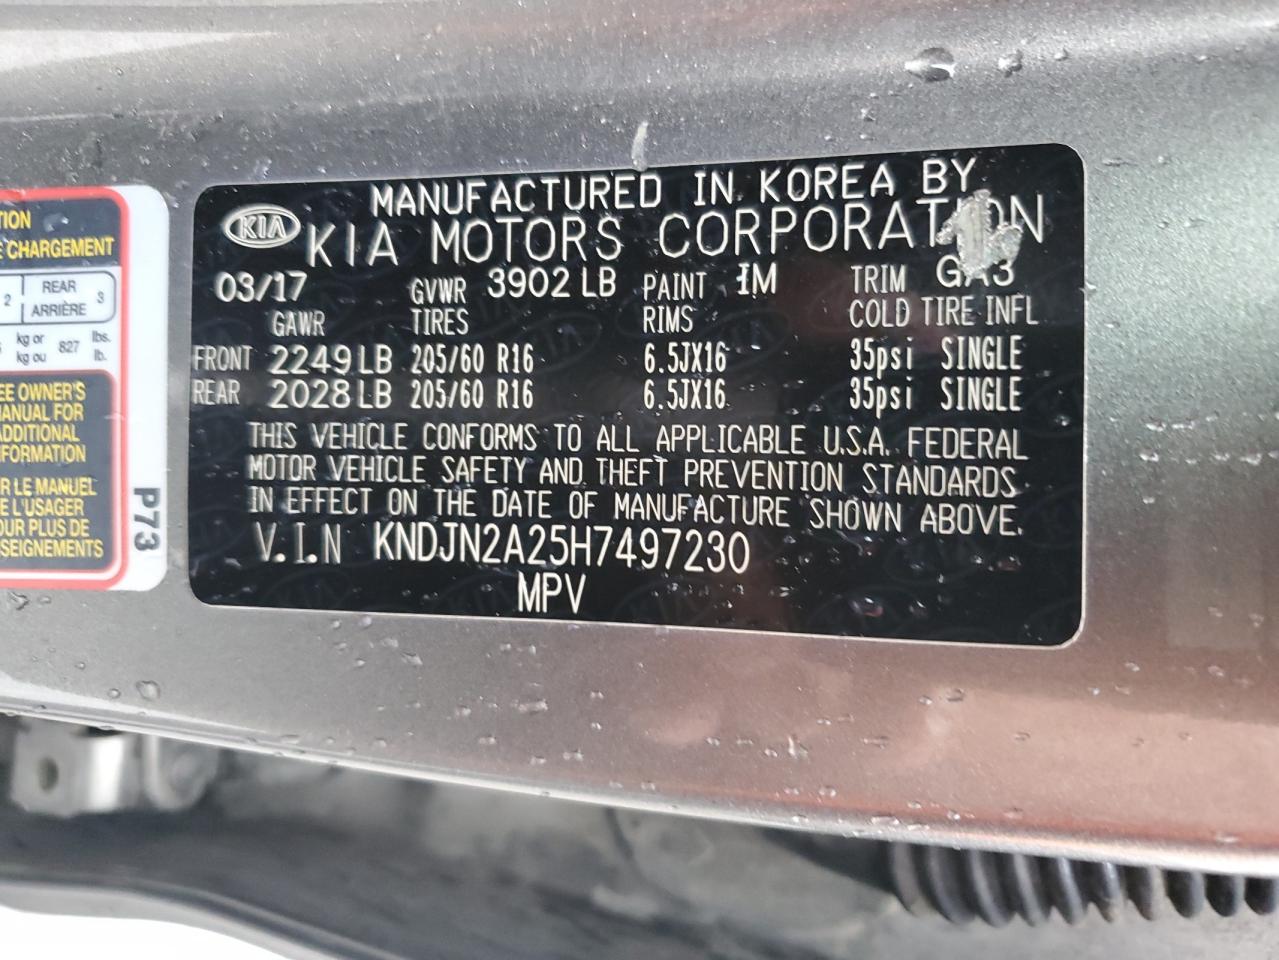 MANUFACTURED IN KOREA BY
KIA KIA MOTORS CORPORATION
03/17 GVWR 3902 LB PAINT 1M TRIM GA3
GAWR TIRES RIMS COLD TIRE INFL
FRONT 2249 LB 205/60 R16 6.5JX16 35psi SINGLE
REAR 2028 LB 205/60 R16 6.5JX16 35psi SINGLE
THIS VEHICLE CONFORMS TO ALL APPLICABLE U.S.A. FEDERAL
MOTOR VEHICLE SAFETY AND THEFT PREVENTION STANDARDS
IN EFFECT ON THE DATE OF MANUFACTURE SHOWN ABOVE.
V.I.N KNDJN2A25H7497230
MPV
TION
E CHARGEMENT
2 REAR ARRIÈRE 3
kg or lbs.
kg ou 827 lb.
EE OWNER'S
MANUAL FOR
ADDITIONAL
FORMATION
R LE MANUEL
E L'USAGER
OUR PLUS DE
SEIGNEMENTS
P73